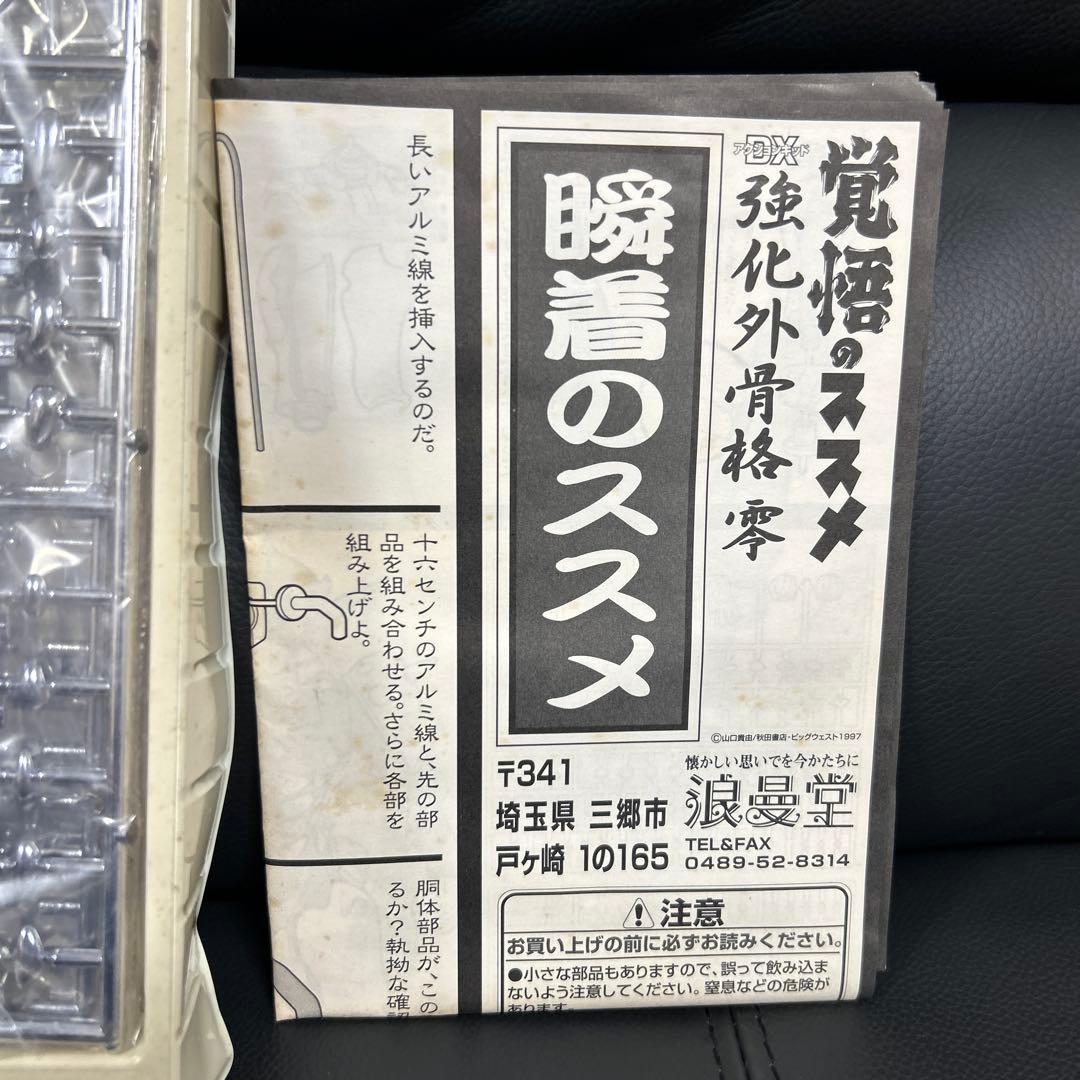 覚悟のススメ
DX
アクションキッド
強化外骨格 零
瞬着のススメ
©山口貴由/秋田書店・ビッグウェスト1997
懐かしい思いでを今かたちに
浪曼堂
TEL&FAX
0489-52-8314
〒341
埼玉県 三郷市
戸ヶ崎 1の165
注意
お買い上げの前に必ずお読みください。
●小さな部品もありますので、誤って飲み込ま
ないよう注意してください。窒息などの危険が
あります。
長いアルミ線を挿入するのだ。
十六センチのアルミ線と、先の部
品を組み合わせる。さらに各部を
組み上げよ。
胴体部品が、この
るか?執拗な確認